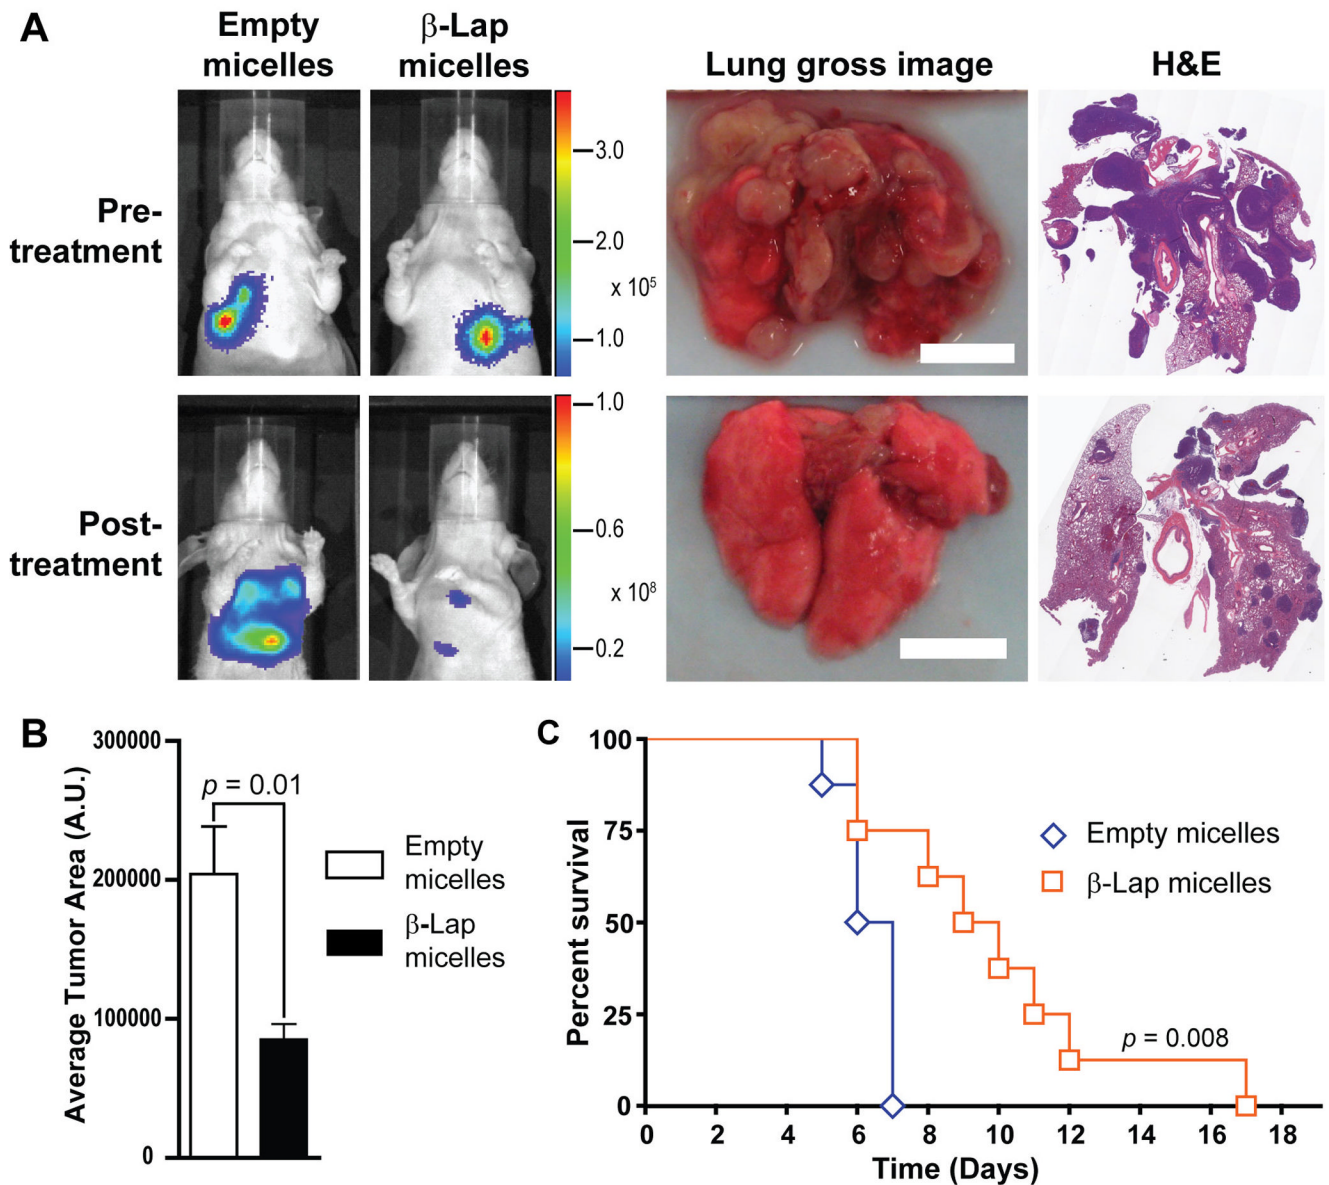 A
Empty
micelles
β-Lap
micelles
Lung gross image
H&E
Pre-
treatment
3.0
2.0
x 10⁵
1.0
Post-
treatment
1.0
0.6
x 10⁸
0.2
B
300000
200000
100000
0
Average Tumor Area (A.U.)
p = 0.01
Empty
micelles
β-Lap
micelles
C
100
75
50
25
0
Percent survival
Empty micelles
β-Lap micelles
p = 0.008
0 2 4 6 8 10 12 14 16 18
Time (Days)